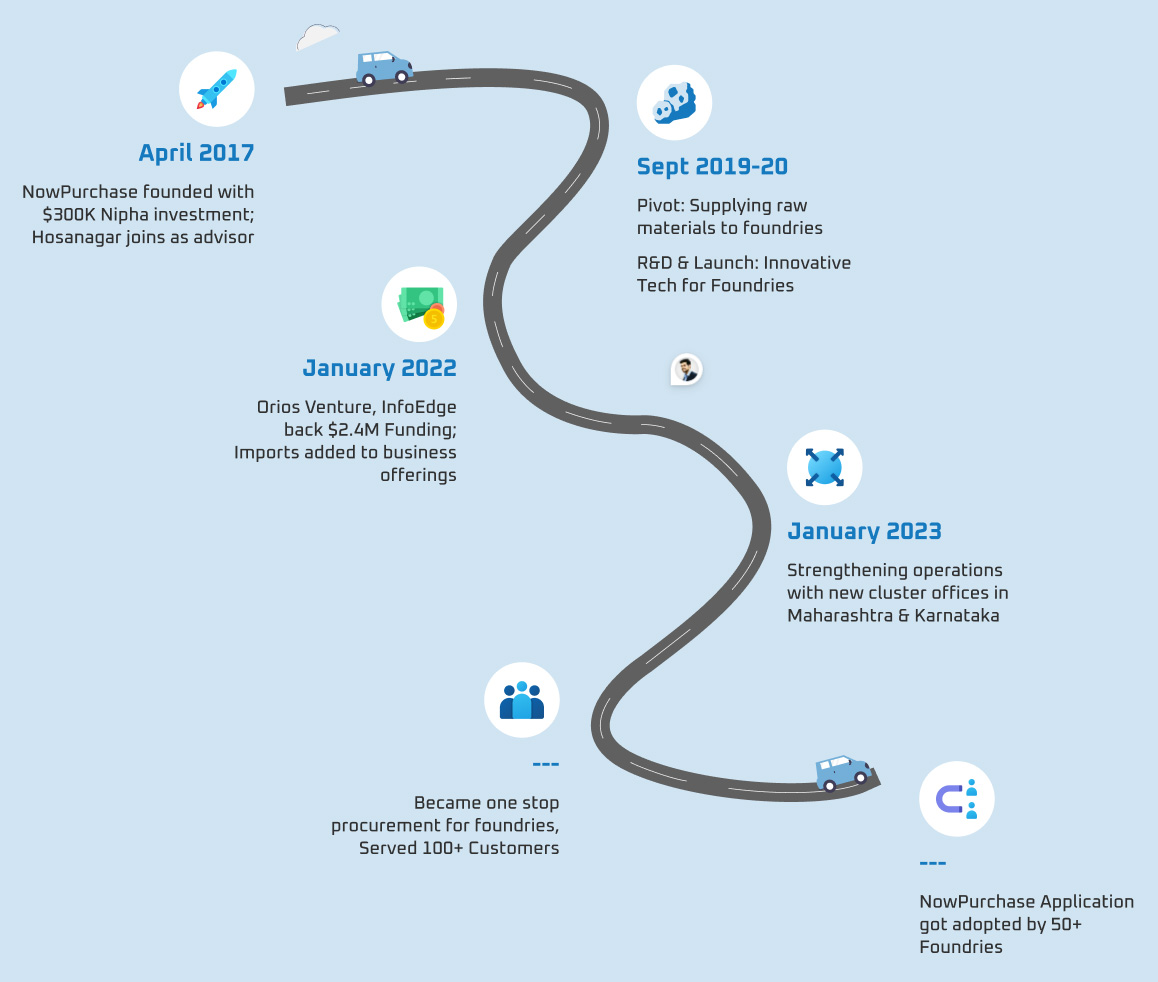 April 2017
NowPurchase founded with
$300K Nipha investment;
Hosanagar joins as advisor
Sept 2019-20
Pivot: Supplying raw
materials to foundries
R&D & Launch: Innovative
Tech for Foundries
January 2022
Orios Venture, InfoEdge
back $2.4M Funding;
Imports added to business
offerings
January 2023
Strengthening operations
with new cluster offices in
Maharashtra & Karnataka
---
Became one stop
procurement for foundries,
Served 100+ Customers
---
NowPurchase Application
got adopted by 50+
Foundries